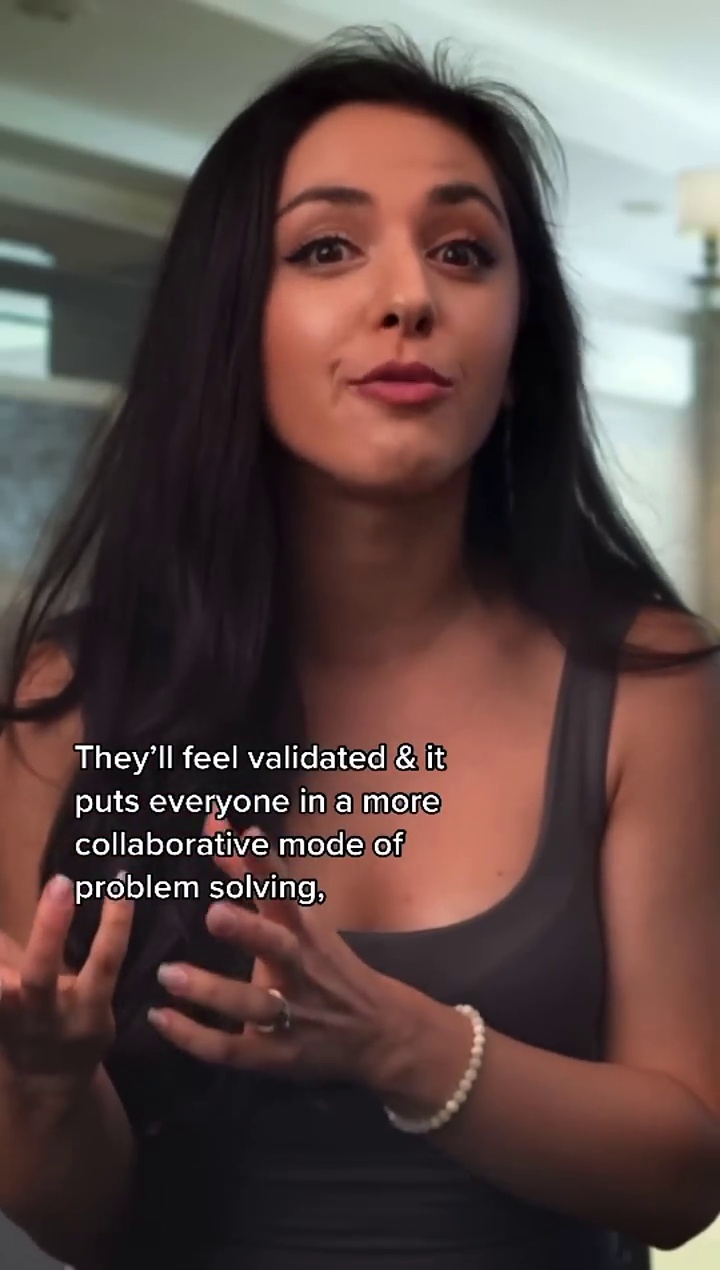 They’ll feel validated & it
puts everyone in a more
collaborative mode of
problem solving,